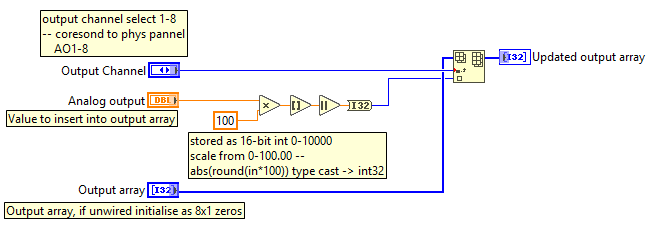 output channel select 1-8
-- coresond to phys pannel
AO1-8
Output Channel
Analog output
DBL
Value to insert into output array
100
×
[ ]
||
I32
stored as 16-bit int 0-10000
scale from 0-100.00 --
abs(round(in*100)) type cast -> int32
Output array
[I32]
Output array, if unwired initialise as 8x1 zeros
[I32]
Updated output array